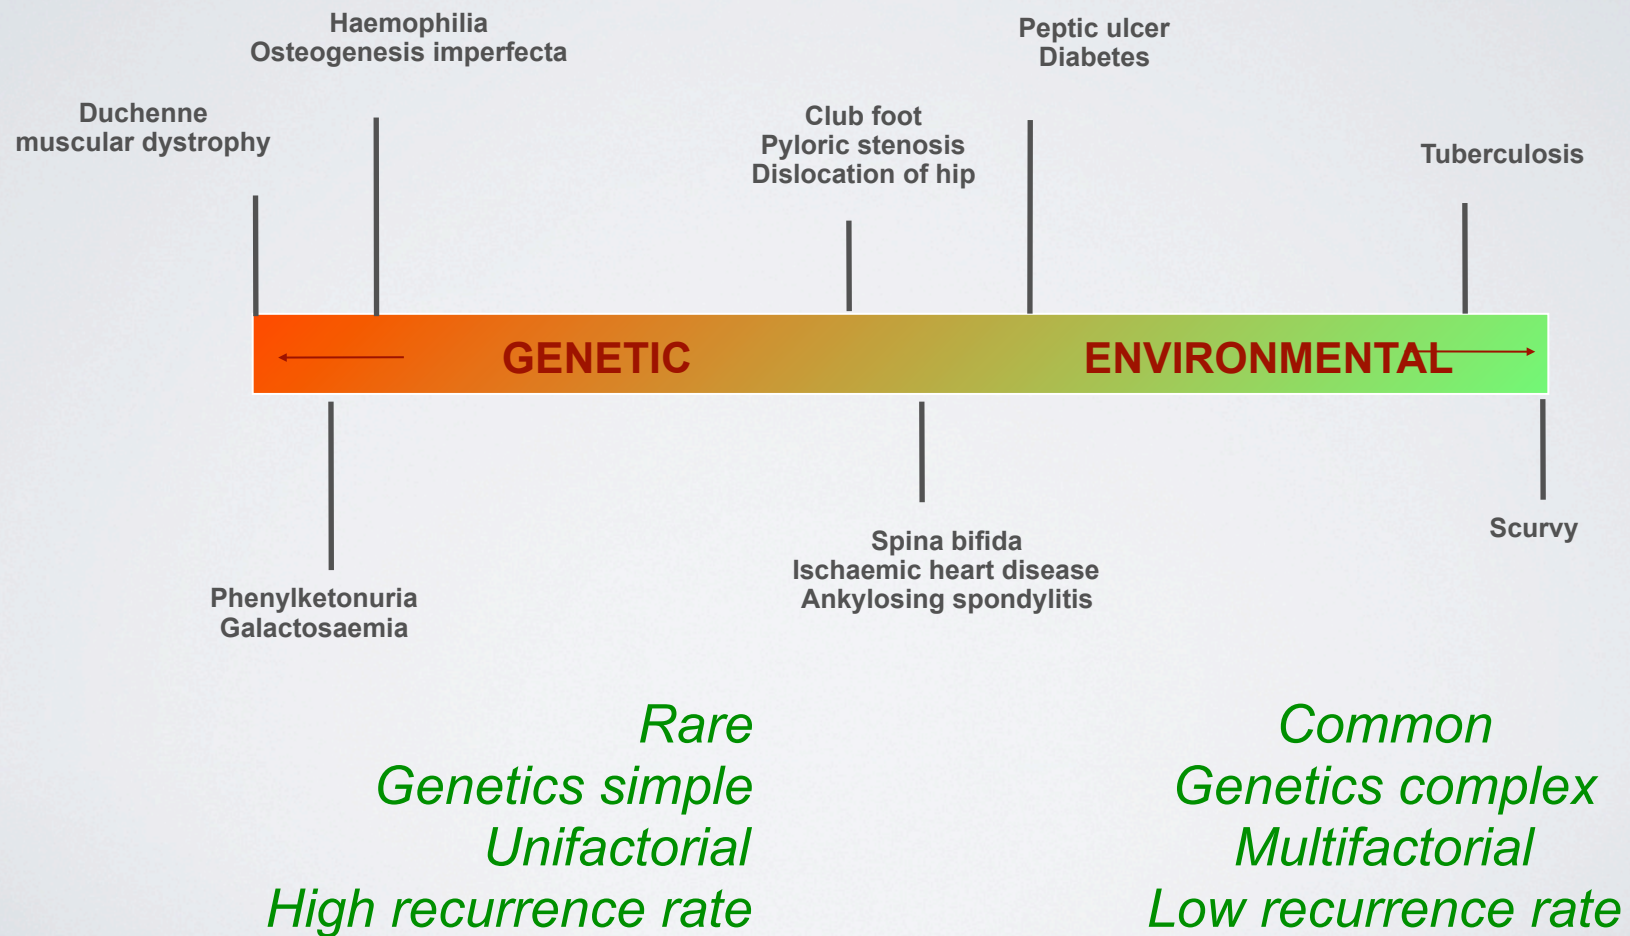 Haemophilia
Osteogenesis imperfecta
Peptic ulcer
Diabetes
Duchenne
muscular dystrophy
Club foot
Pyloric stenosis
Dislocation of hip
Tuberculosis
GENETIC
ENVIRONMENTAL
Phenylketonuria
Galactosaemia
Spina bifida
Ischaemic heart disease
Ankylosing spondylitis
Scurvy
Rare
Genetics simple
Unifactorial
High recurrence rate
Common
Genetics complex
Multifactorial
Low recurrence rate